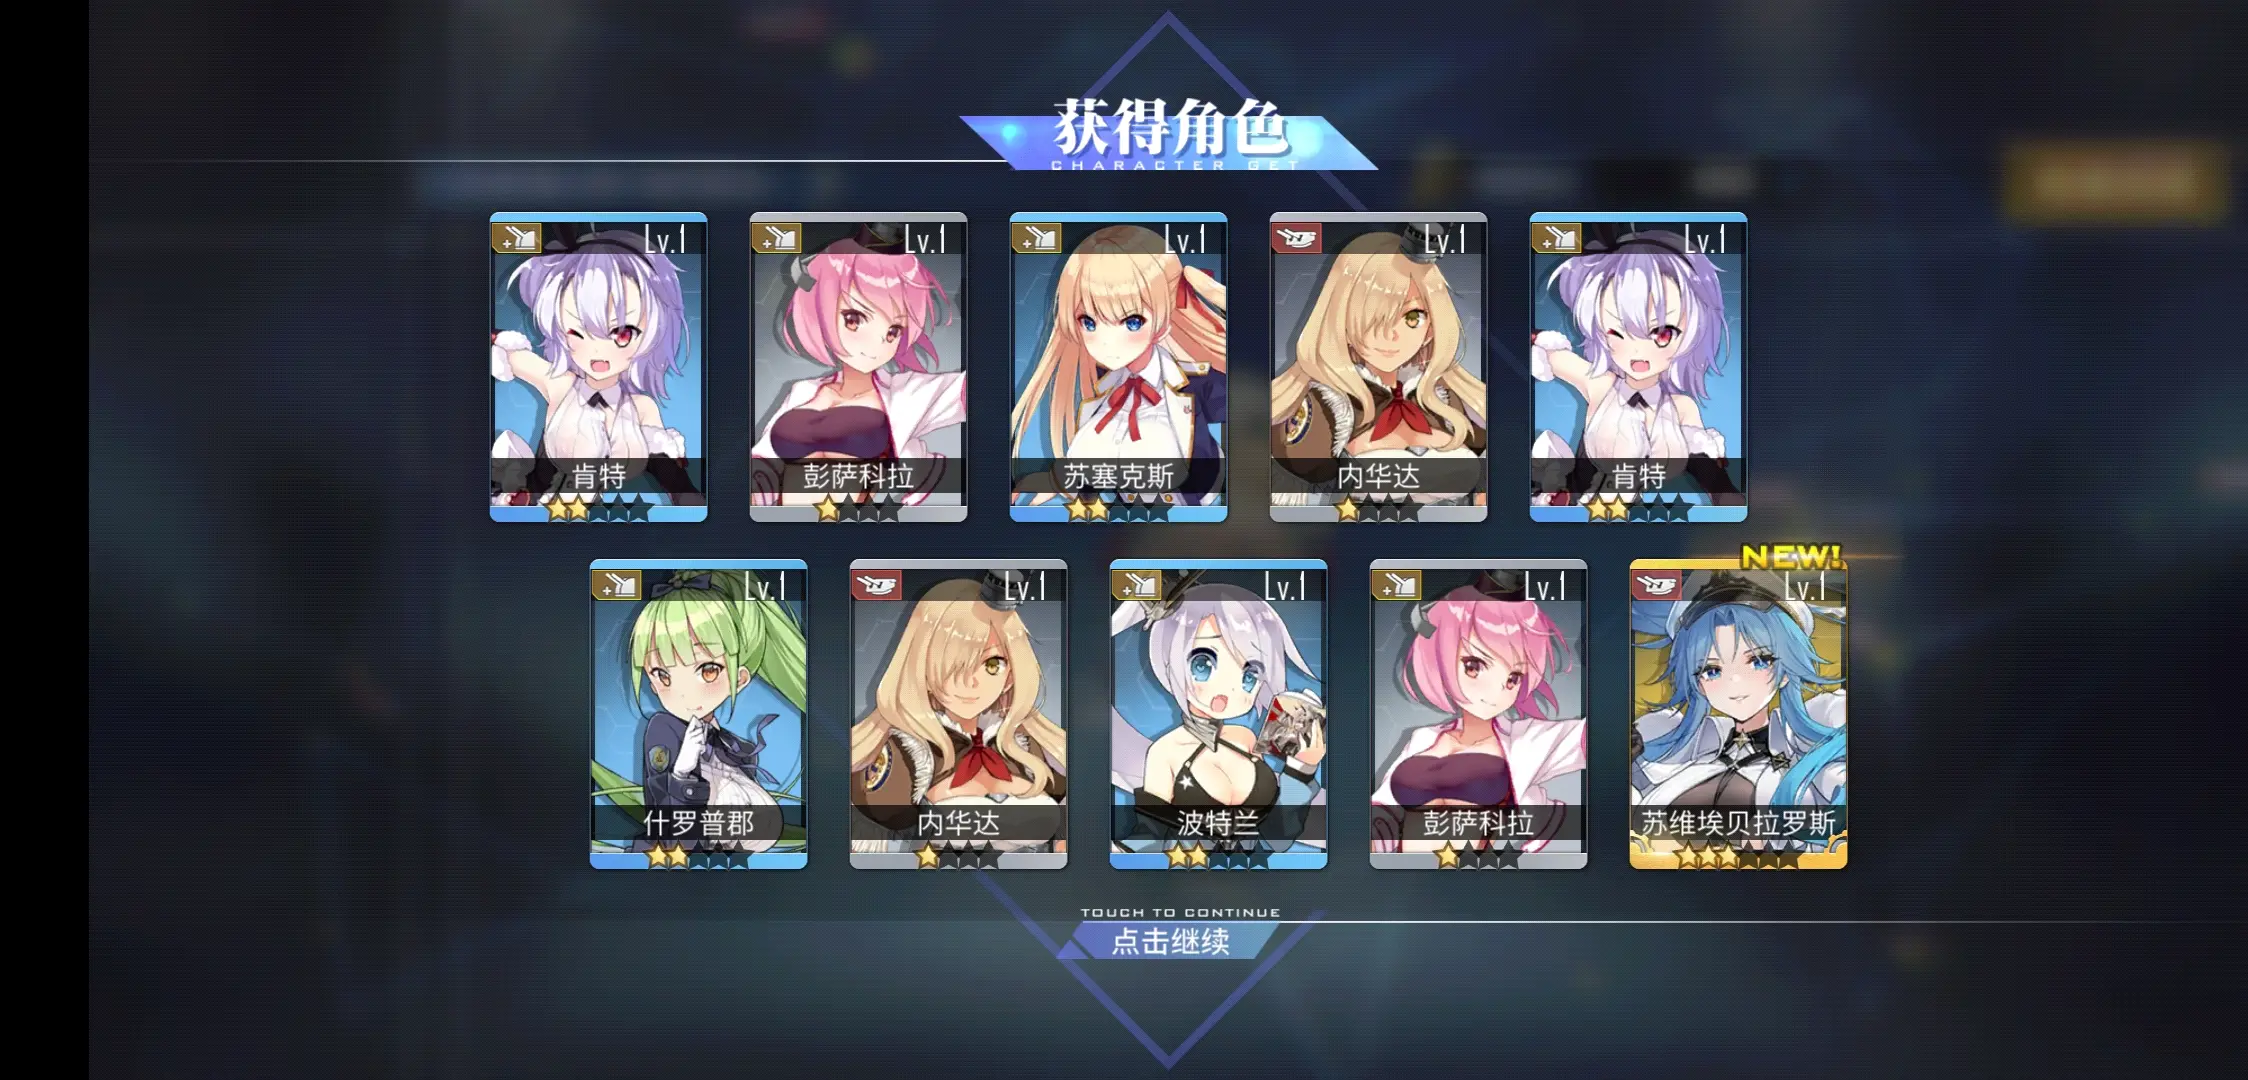 获得角色
CHARACTER GET
Lv.1
Lv.1
Lv.1
Lv.1
Lv.1
肯特
彭萨科拉
苏塞克斯
内华达
肯特
NEW!
Lv.1
Lv.1
Lv.1
Lv.1
Lv.1
什罗普郡
内华达
波特兰
彭萨科拉
苏维埃贝拉罗斯
TOUCH TO CONTINUE
点击继续